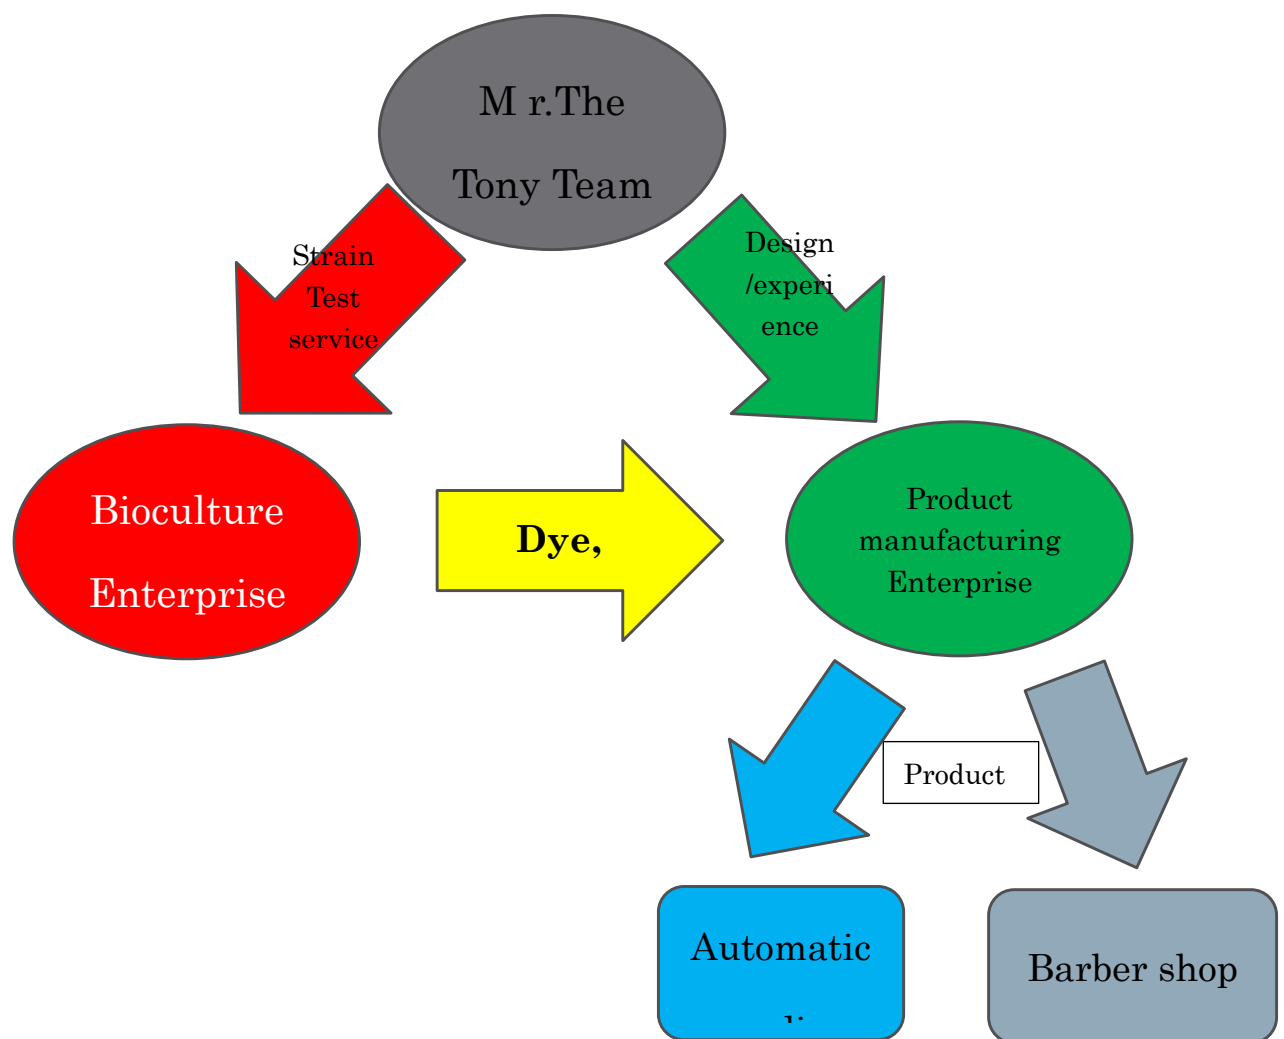 M r.The
Tony Team
Strain
Test
service
Design
/experi
ence
Bioculture
Enterprise
Dye,
Product
manufacturing
Enterprise
Product
Automatic
Barber shop